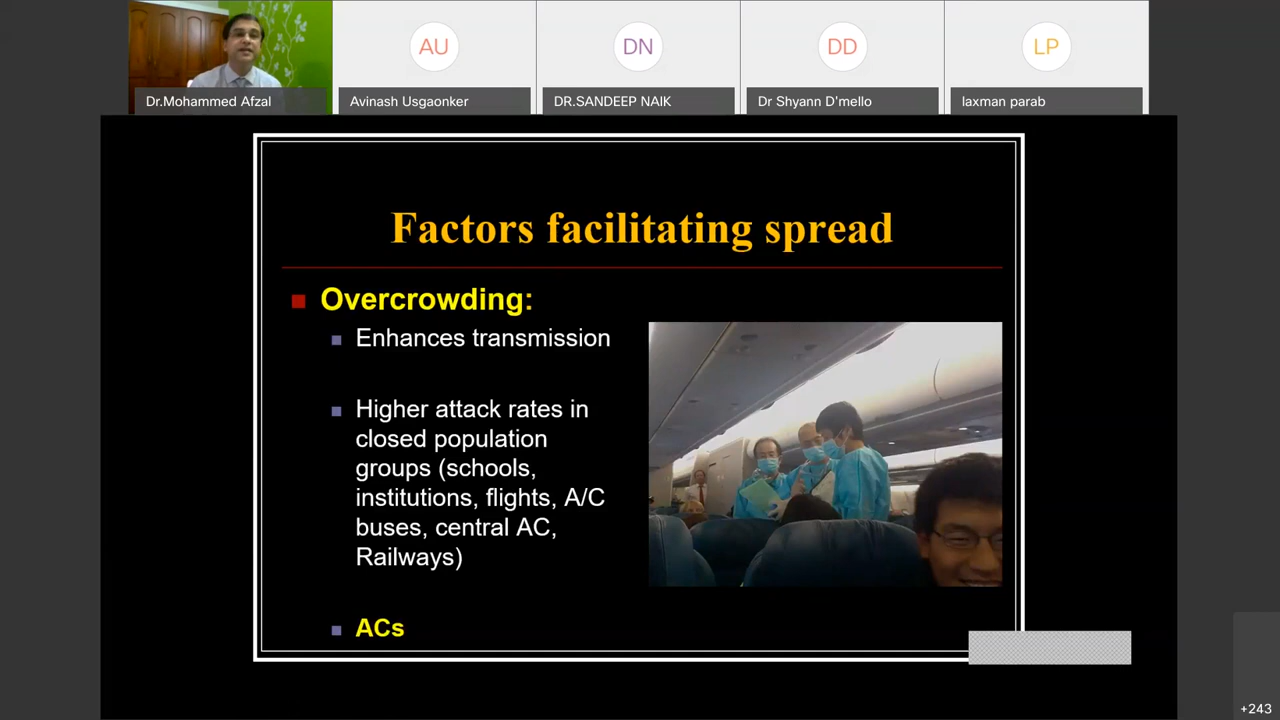 AU
DN
DD
LP
Dr.Mohammed Afzal
Avinash Usgaonker
DR.SANDEEP NAIK
Dr Shyann D'mello
laxman parab
Factors facilitating spread
Overcrowding:
Enhances transmission
Higher attack rates in
closed population
groups (schools,
institutions, flights, A/C
buses, central AC,
Railways)
ACs
+243